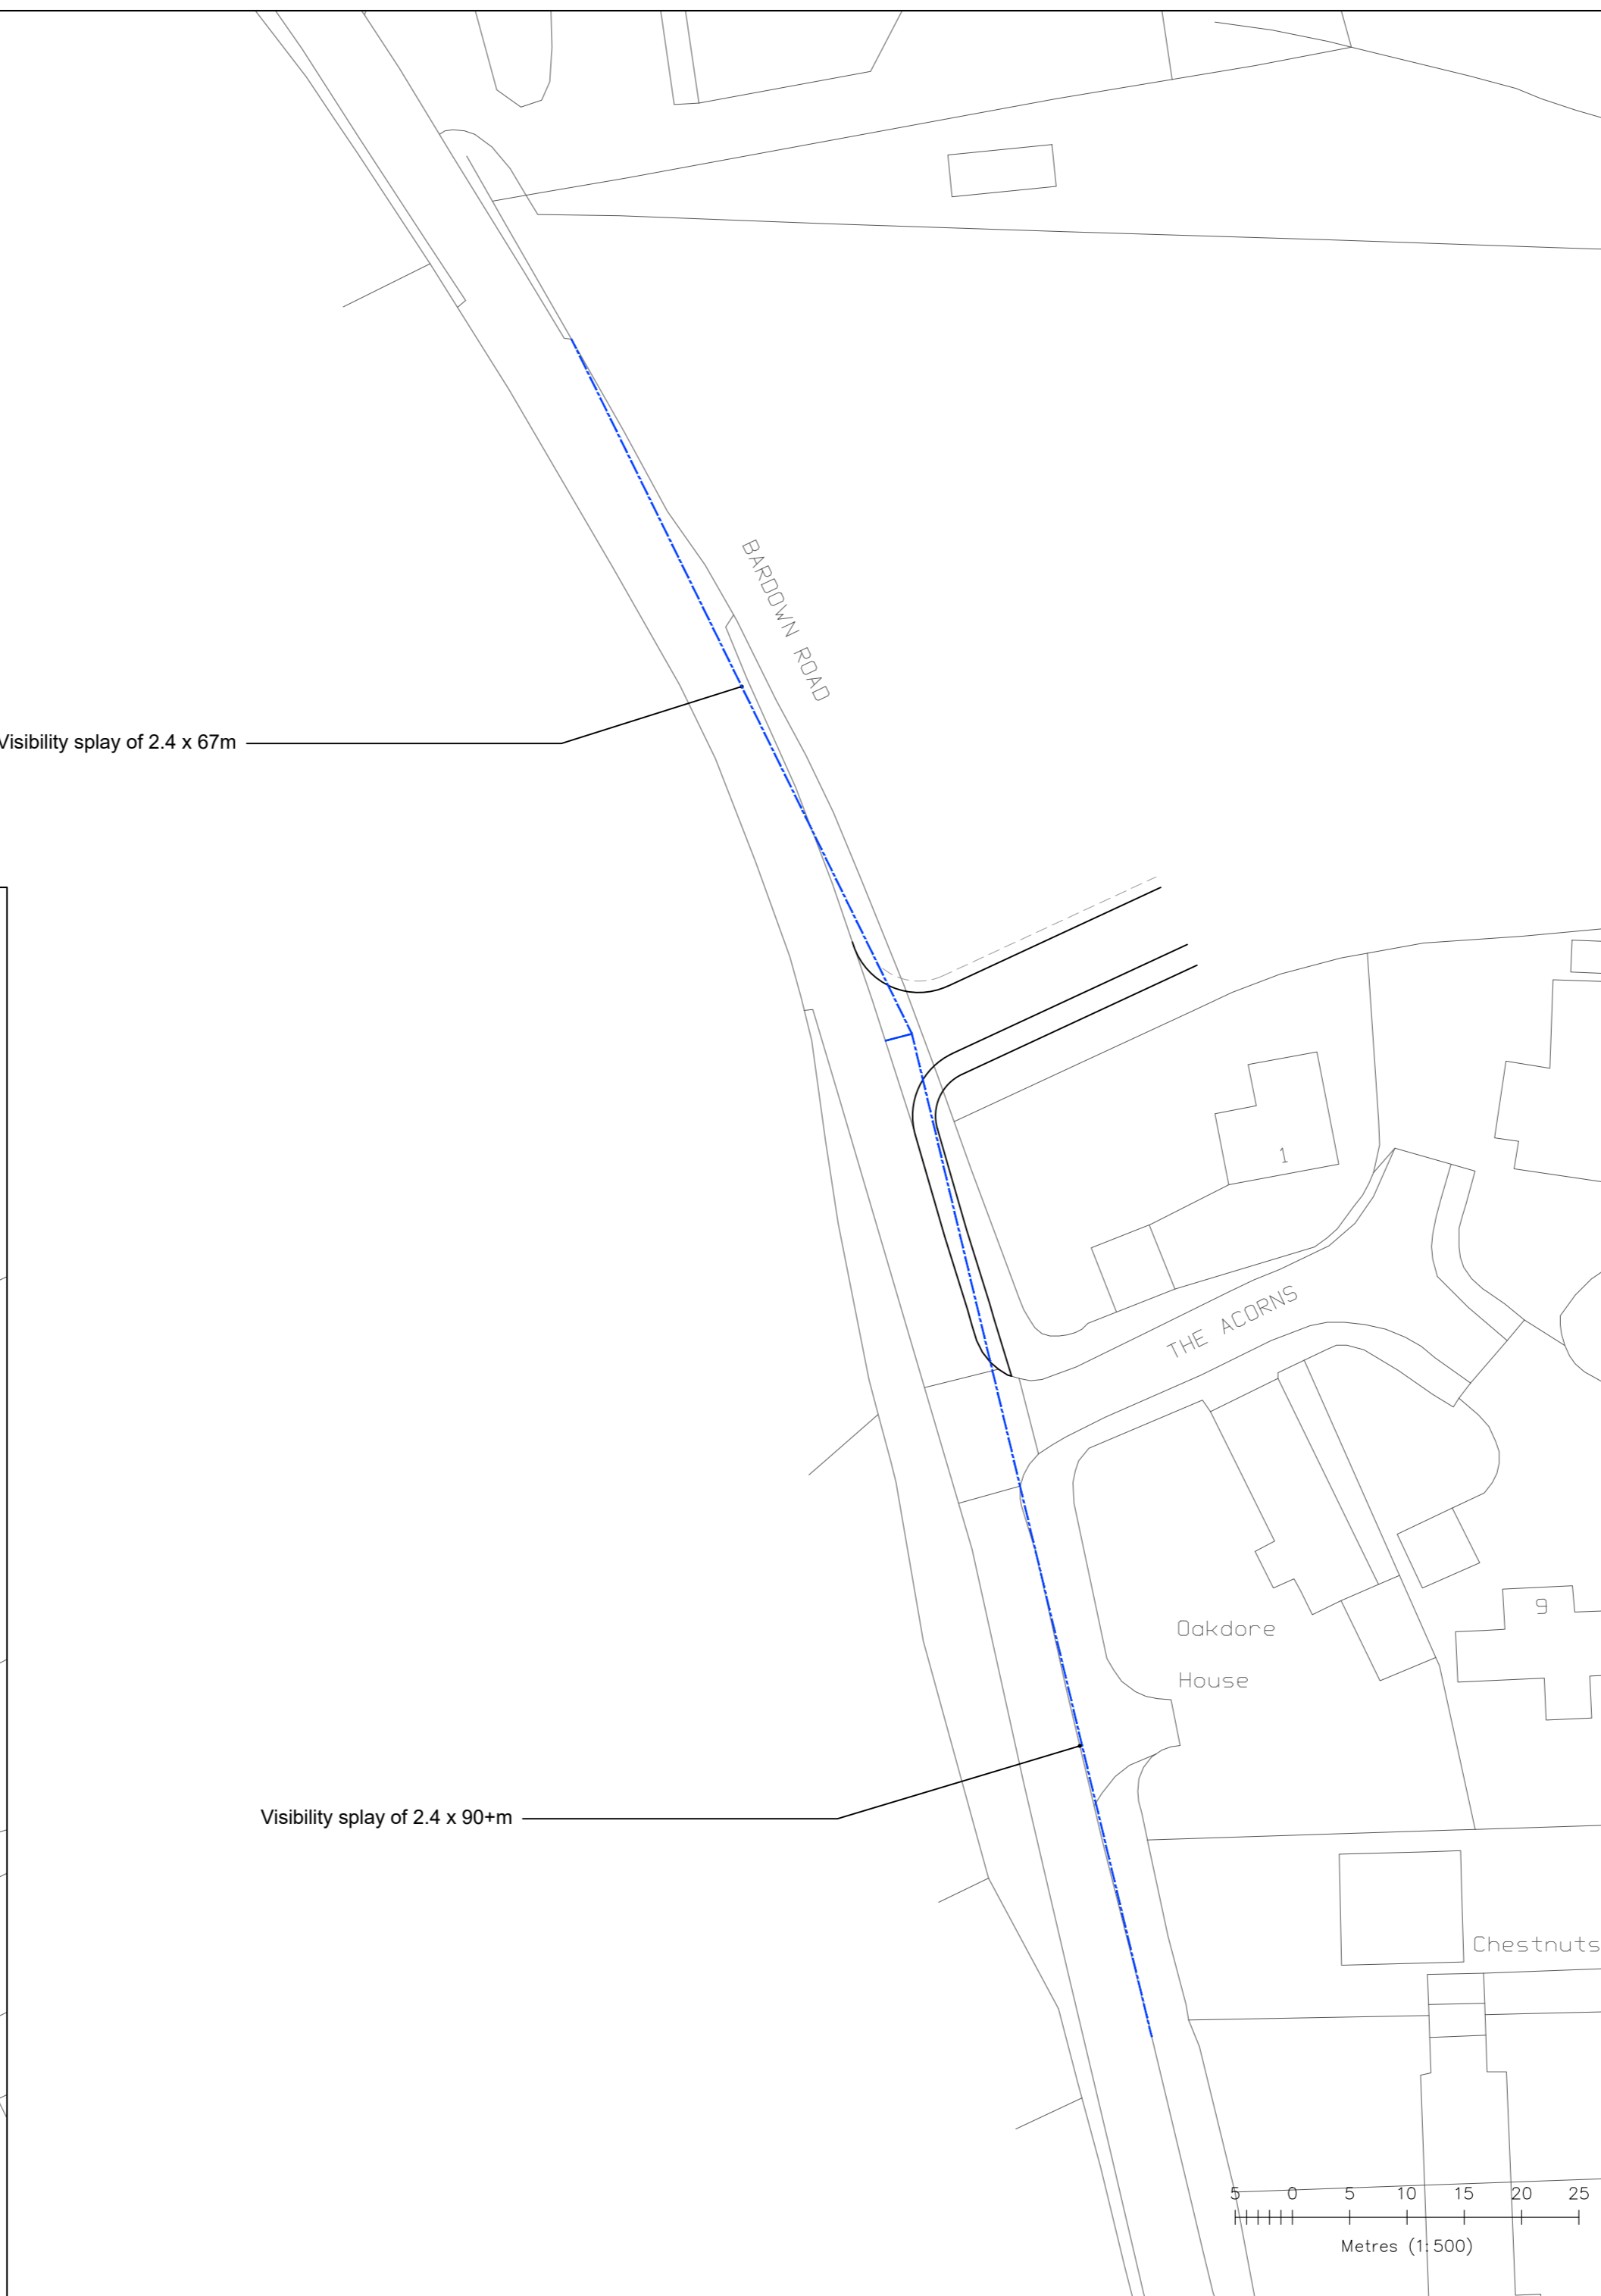 BARDOWN ROAD
Visibility splay of 2.4 x 67m
1
THE ACORNS
Oakdore
House
9
Visibility splay of 2.4 x 90+m
Chestnuts
5 0 5 10 15 20 25
Metres (1:500)